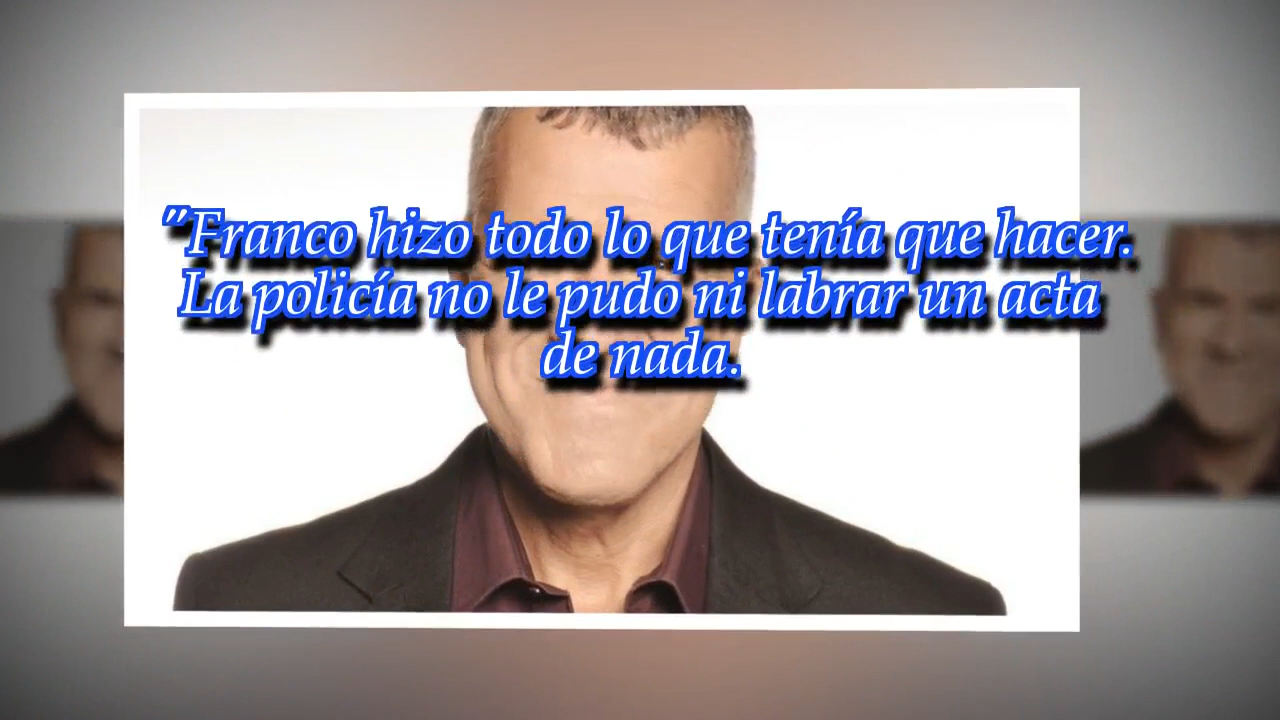 "Franco hizo todo lo que tenía que hacer.
La policía no le pudo ni labrar un acta
de nada.